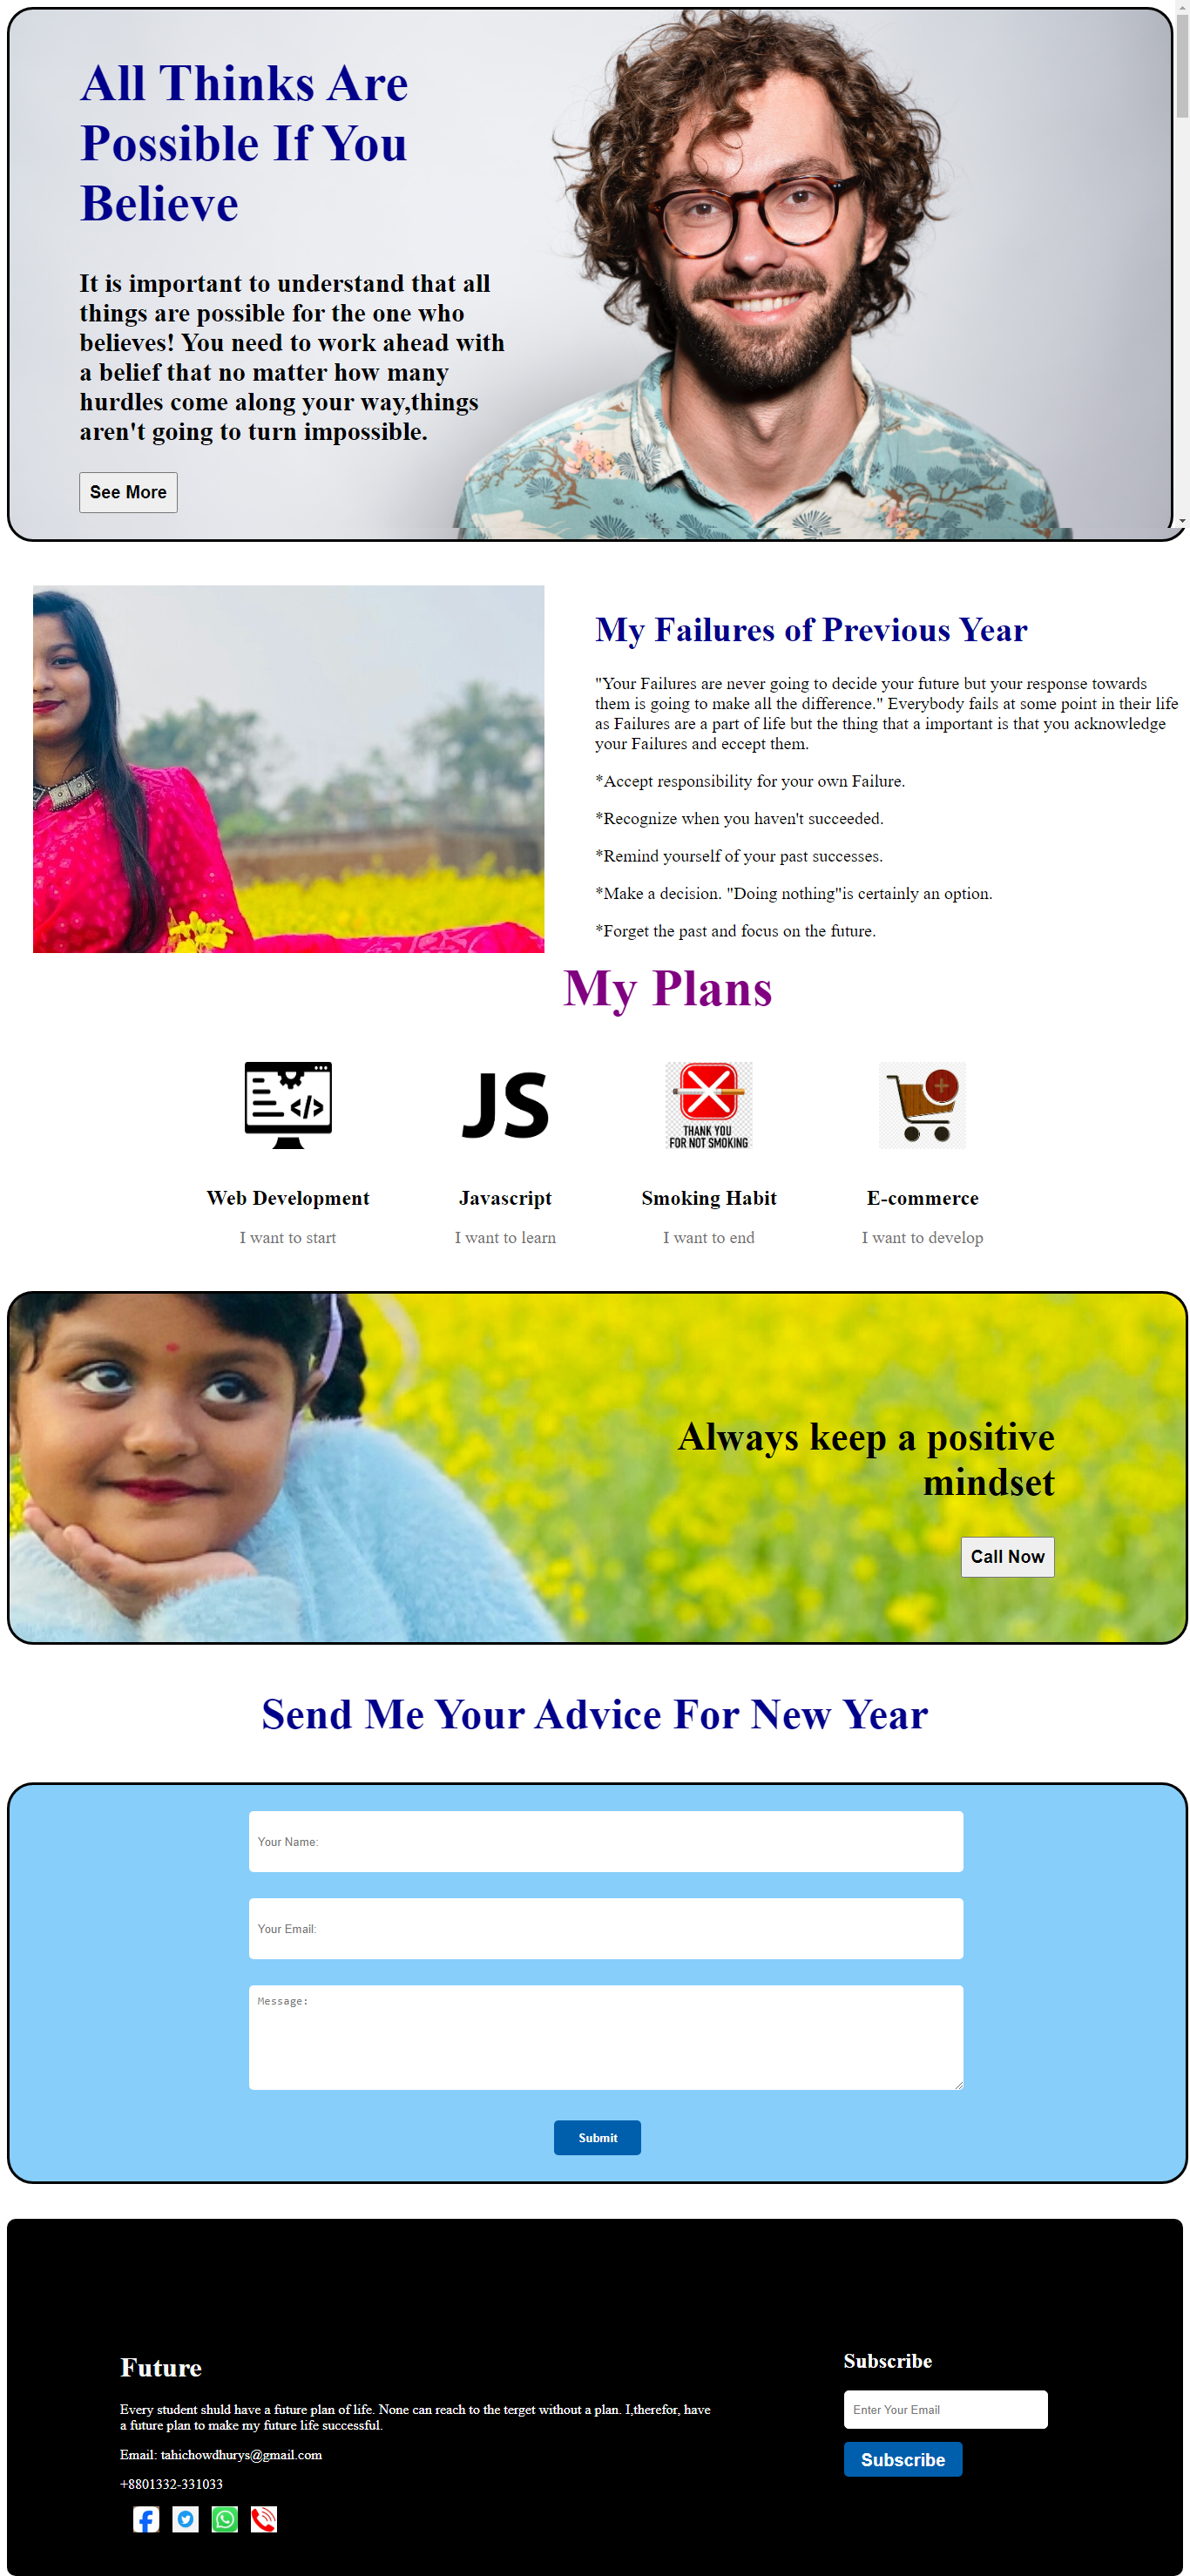 All Thinks Are
Possible If You
Believe
It is important to understand that all
things are possible for the one who
believes! You need to work ahead with
a belief that no matter how many
hurdles come along your way,things
aren't going to turn impossible.
See More
My Failures of Previous Year
"Your Failures are never going to decide your future but your response towards
them is going to make all the difference." Everybody fails at some point in their life
as Failures are a part of life but the thing that a important is that you acknowledge
your Failures and eccept them.
*Accept responsibility for your own Failure.
*Recognize when you haven't succeeded.
*Remind yourself of your past successes.
*Make a decision. "Doing nothing"is certainly an option.
*Forget the past and focus on the future.
My Plans
JS
THANK YOU
FOR NOT SMOKING
Web Development
Javascript
Smoking Habit
E-commerce
I want to start
I want to learn
I want to end
I want to develop
Always keep a positive
mindset
Call Now
Send Me Your Advice For New Year
Your Name:
Your Email:
Message:
Submit
Future
Every student shuld have a future plan of life. None can reach to the terget without a plan. I,therefor, have
a future plan to make my future life successful.
Email: tahichowdhurys@gmail.com
+8801332-331033
Subscribe
Enter Your Email
Subscribe